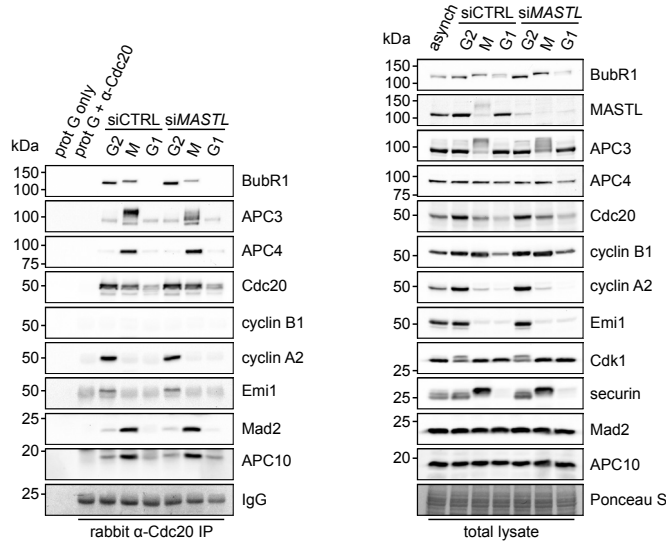 prot G only
prot G + α-Cdc20
siCTRL
siMASTL
kDa
G2
M
G1
G2
M
G1
150
100
BubR1
100
APC3
100
75
APC4
50
Cdc20
cyclin B1
50
cyclin A2
50
Emi1
25
Mad2
20
APC10
25
IgG
rabbit α-Cdc20 IP
siCTRL
siMASTL
kDa
asynch
G2
M
G1
G2
M
G1
150
100
BubR1
150
100
MASTL
100
APC3
100
75
APC4
50
Cdc20
50
cyclin B1
50
cyclin A2
50
Emi1
25
Cdk1
25
securin
25
Mad2
20
APC10
Ponceau S
total lysate